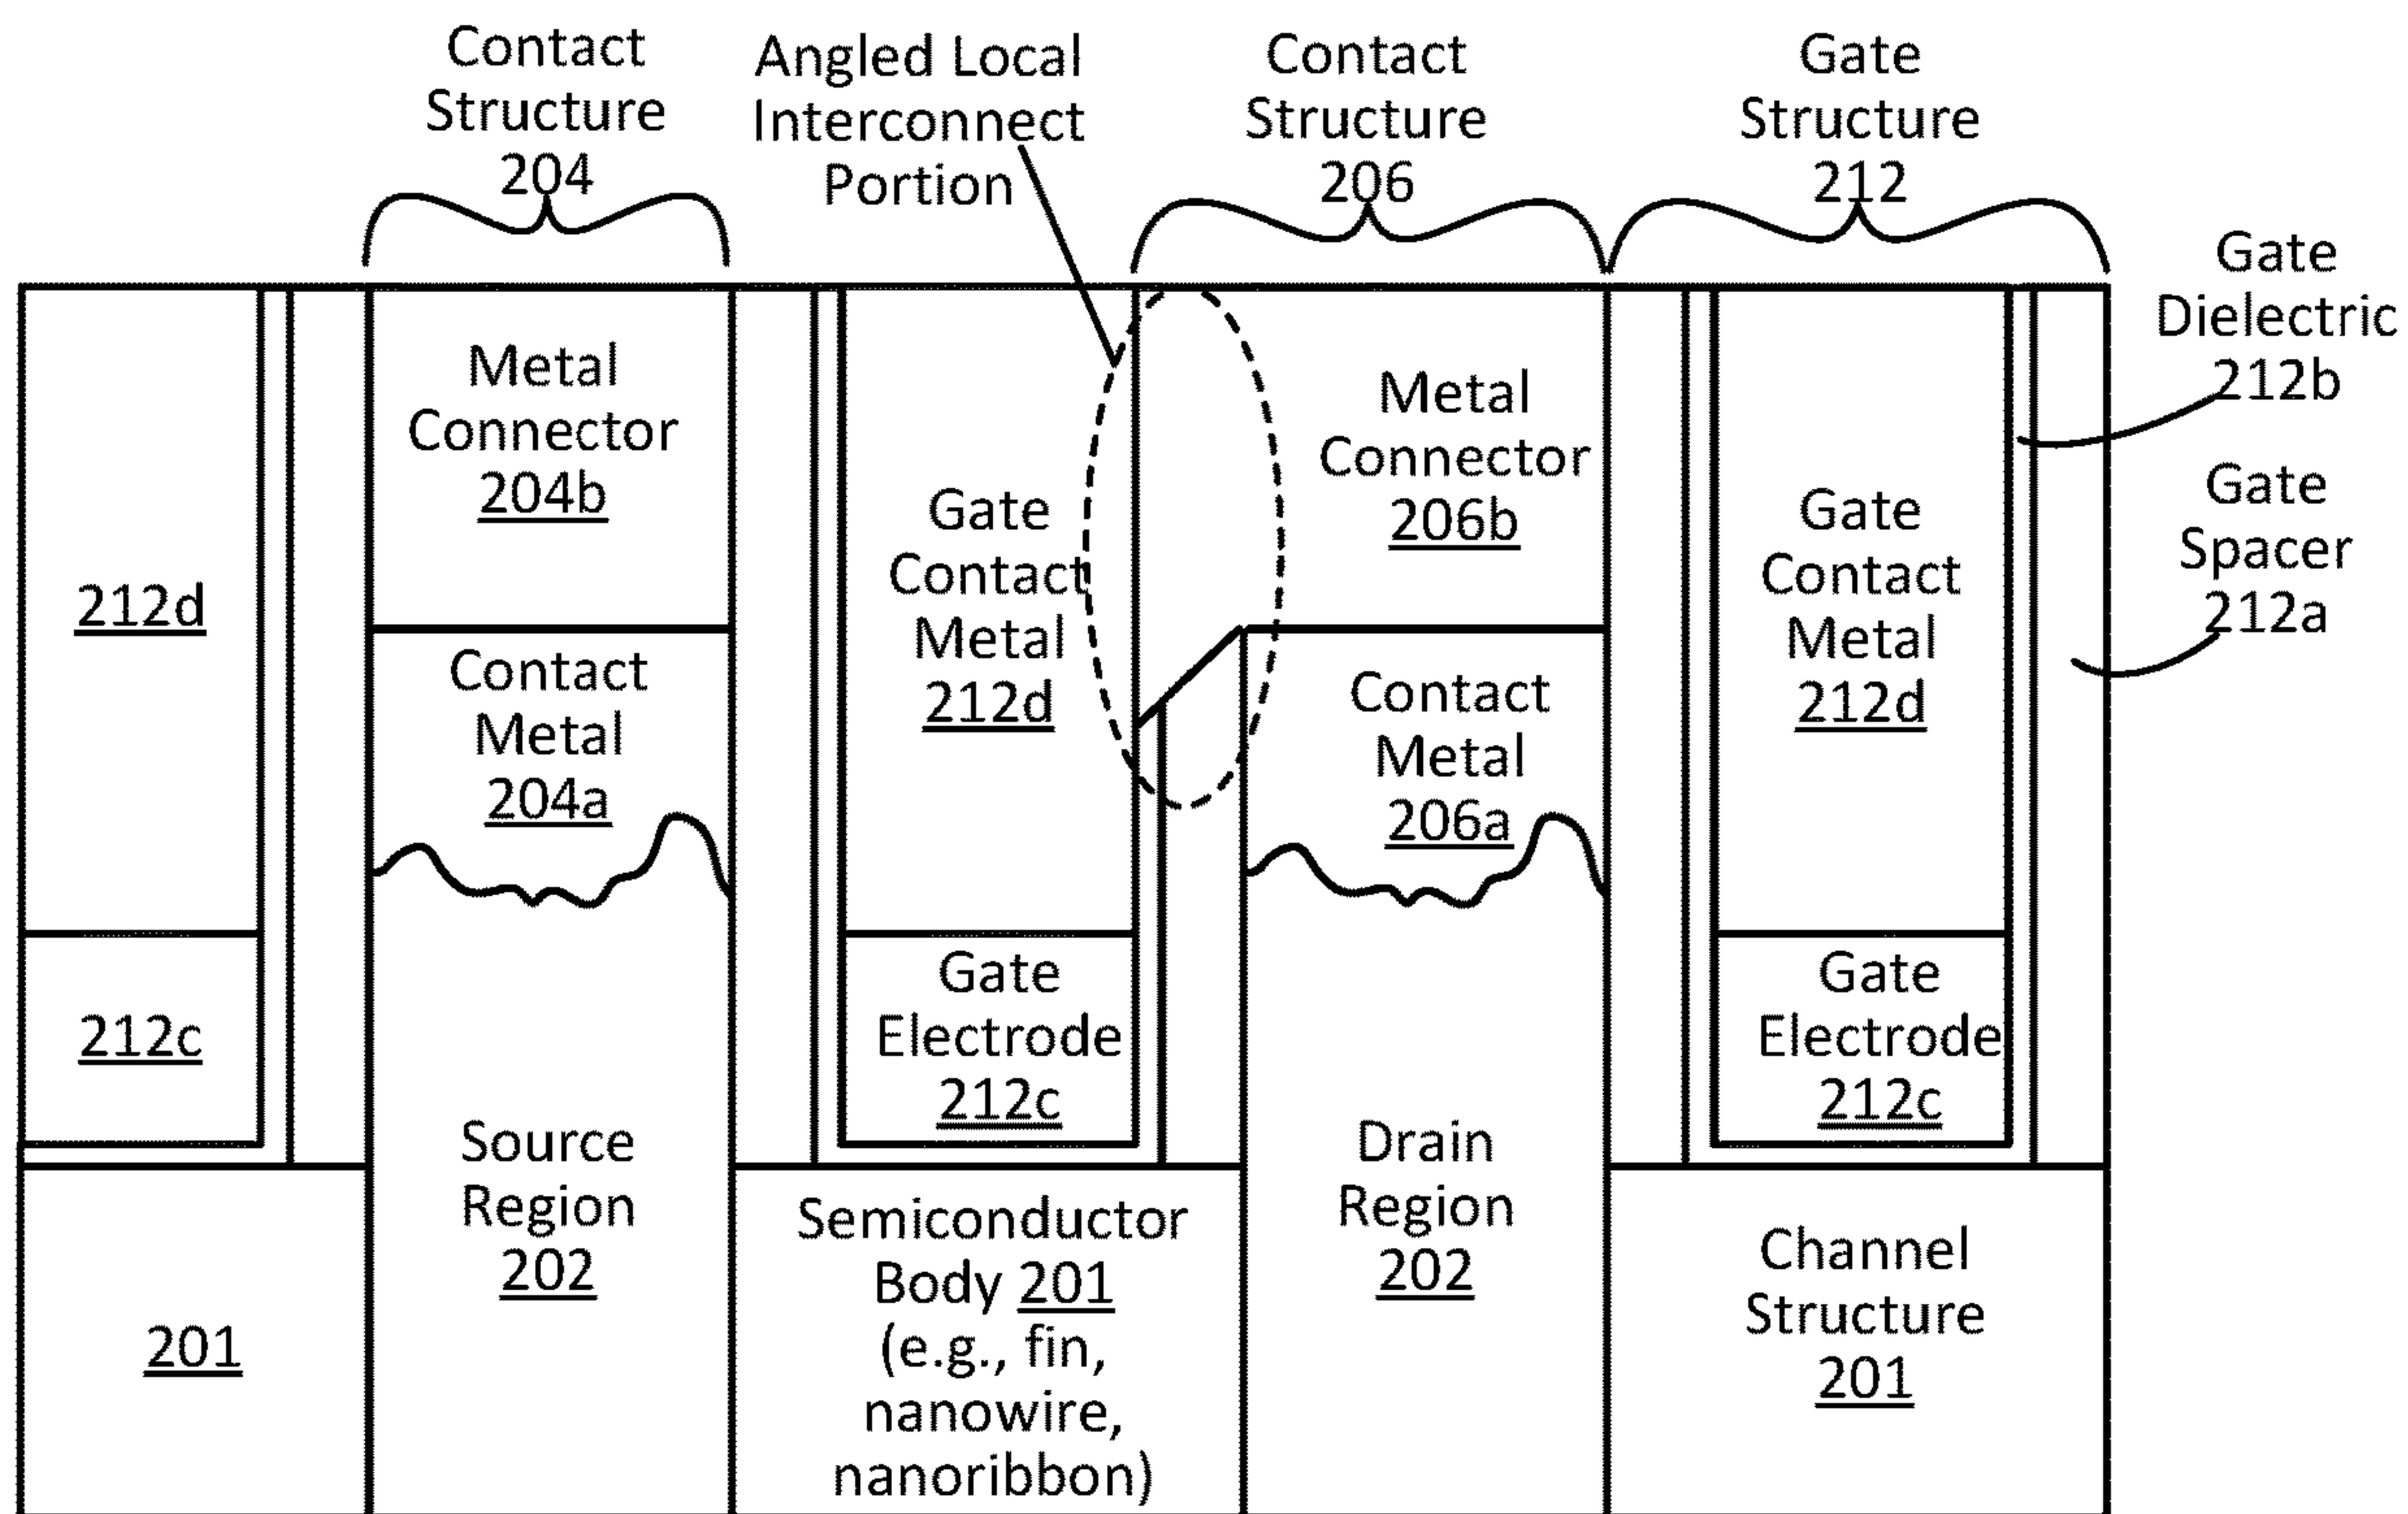 Contact
Structure
204
Angled Local
Interconnect
Portion
Contact
Structure
206
Gate
Structure
212
Gate
Dielectric
212b
Gate
Spacer
212a
212d
212c
201
Metal
Connector
204b
Contact
Metal
204a
Source
Region
202
Gate
Contact
Metal
212d
Gate
Electrode
212c
Semiconductor
Body 201
(e.g., fin,
nanowire,
nanoribbon)
Metal
Connector
206b
Contact
Metal
206a
Drain
Region
202
Gate
Contact
Metal
212d
Gate
Electrode
212c
Channel
Structure
201